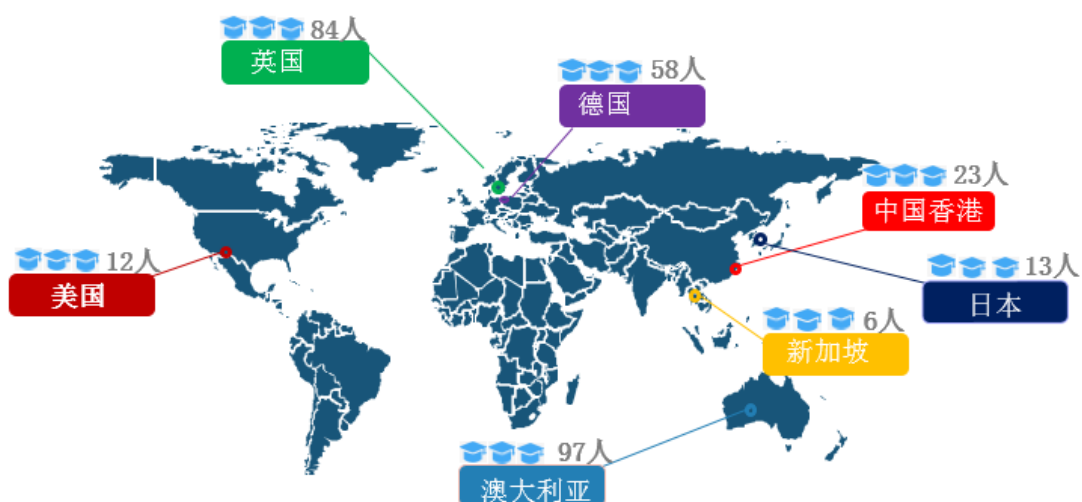 84人
英国
58人
德国
23人
中国香港
12人
美国
13人
日本
6人
新加坡
97人
澳大利亚